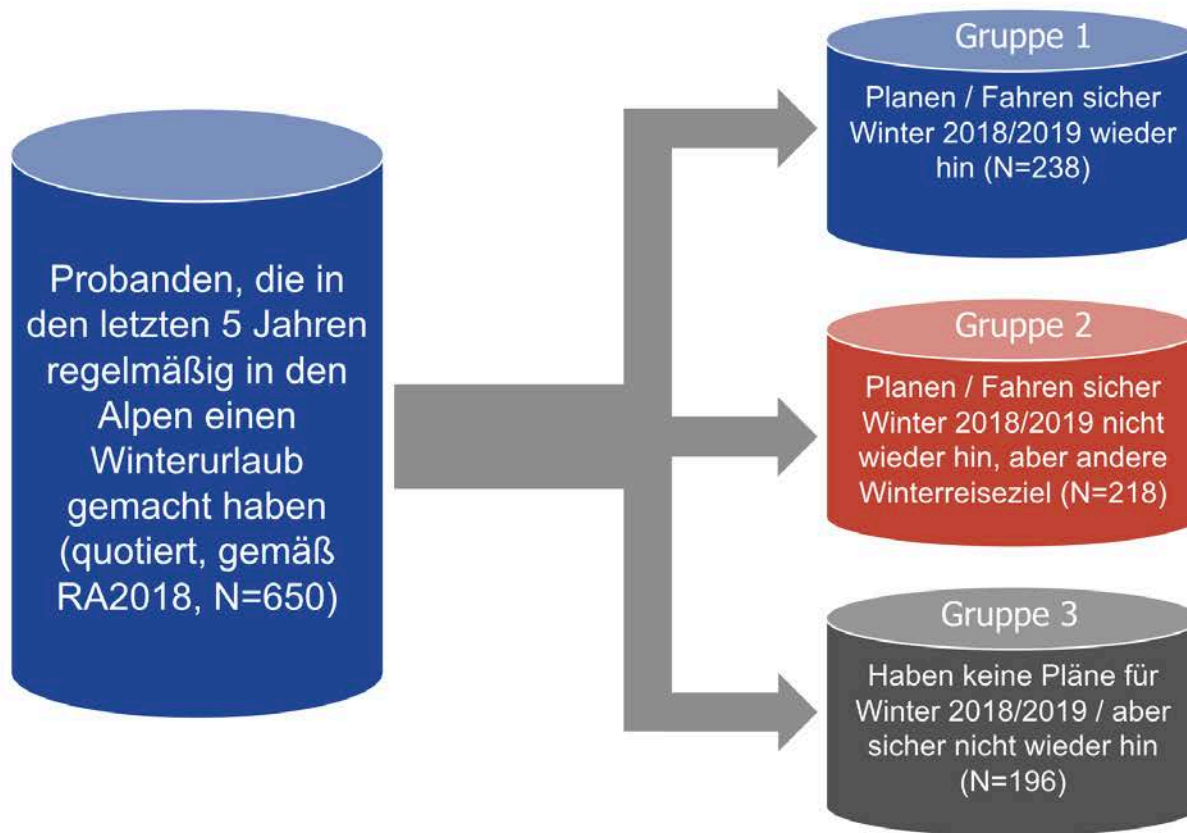 Probanden, die in
den letzten 5 Jahren
regelmäßig in den
Alpen einen
Winterurlaub
gemacht haben
(quotiert, gemäß
RA2018, N=650)
Gruppe 1
Planen / Fahren sicher
Winter 2018/2019 wieder
hin (N=238)
Gruppe 2
Planen / Fahren sicher
Winter 2018/2019 nicht
wieder hin, aber andere
Winterreiseziel (N=218)
Gruppe 3
Haben keine Pläne für
Winter 2018/2019 / aber
sicher nicht wieder hin
(N=196)